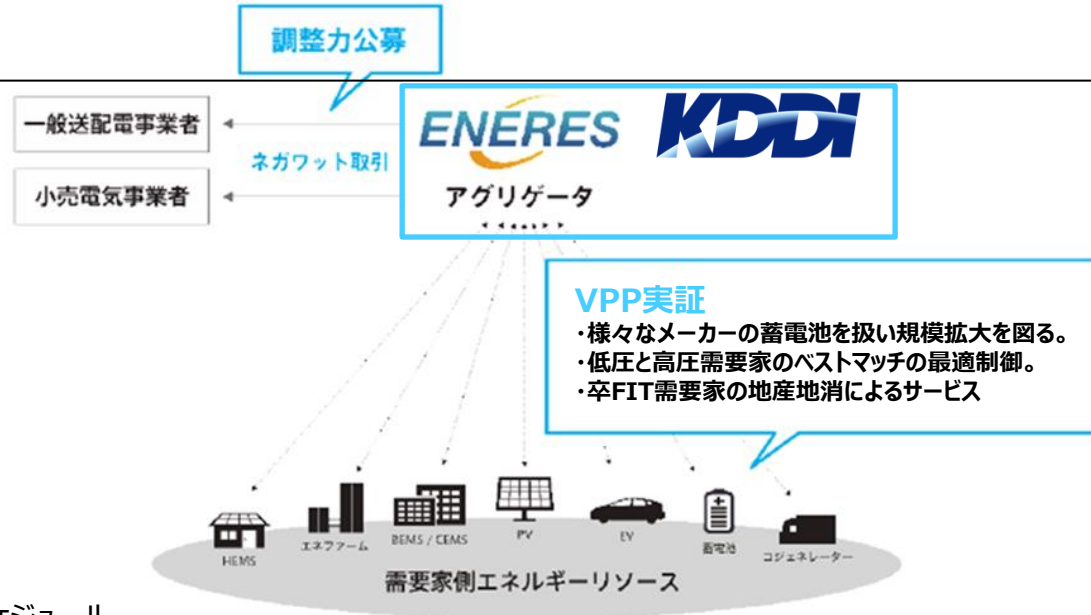 調整力公募
一般送配電事業者
ENERES
KDDI
ネガワット取引
小売電気事業者
アグリゲータ
VPP実証
・様々なメーカーの蓄電池を扱い規模拡大を図る。
・低圧と高圧需要家のベストマッチの最適制御。
・卒FIT需要家の地産地消によるサービス
HEMS
エネファーム
BEMS / CEMS
PV
EV
蓄電池
コジェネレーター
需要家側エネルギーリソース